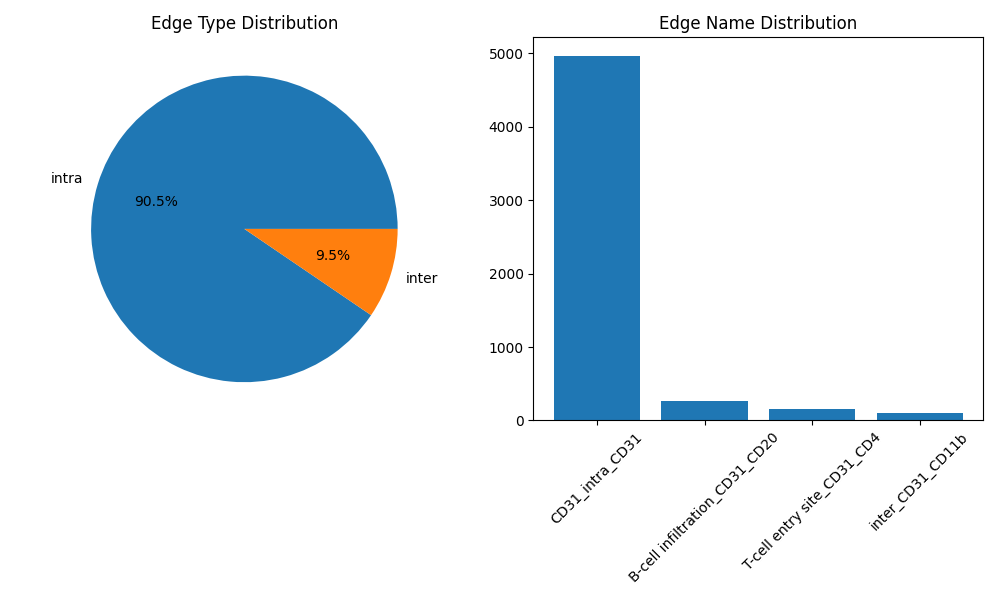 Edge Type Distribution
intra
90.5%
9.5%
inter
Edge Name Distribution
5000
4000
3000
2000
1000
0
CD31_intra_CD31
B-cell infiltration_CD31_CD20
T-cell entry site_CD31_CD4
inter_CD31_CD11b